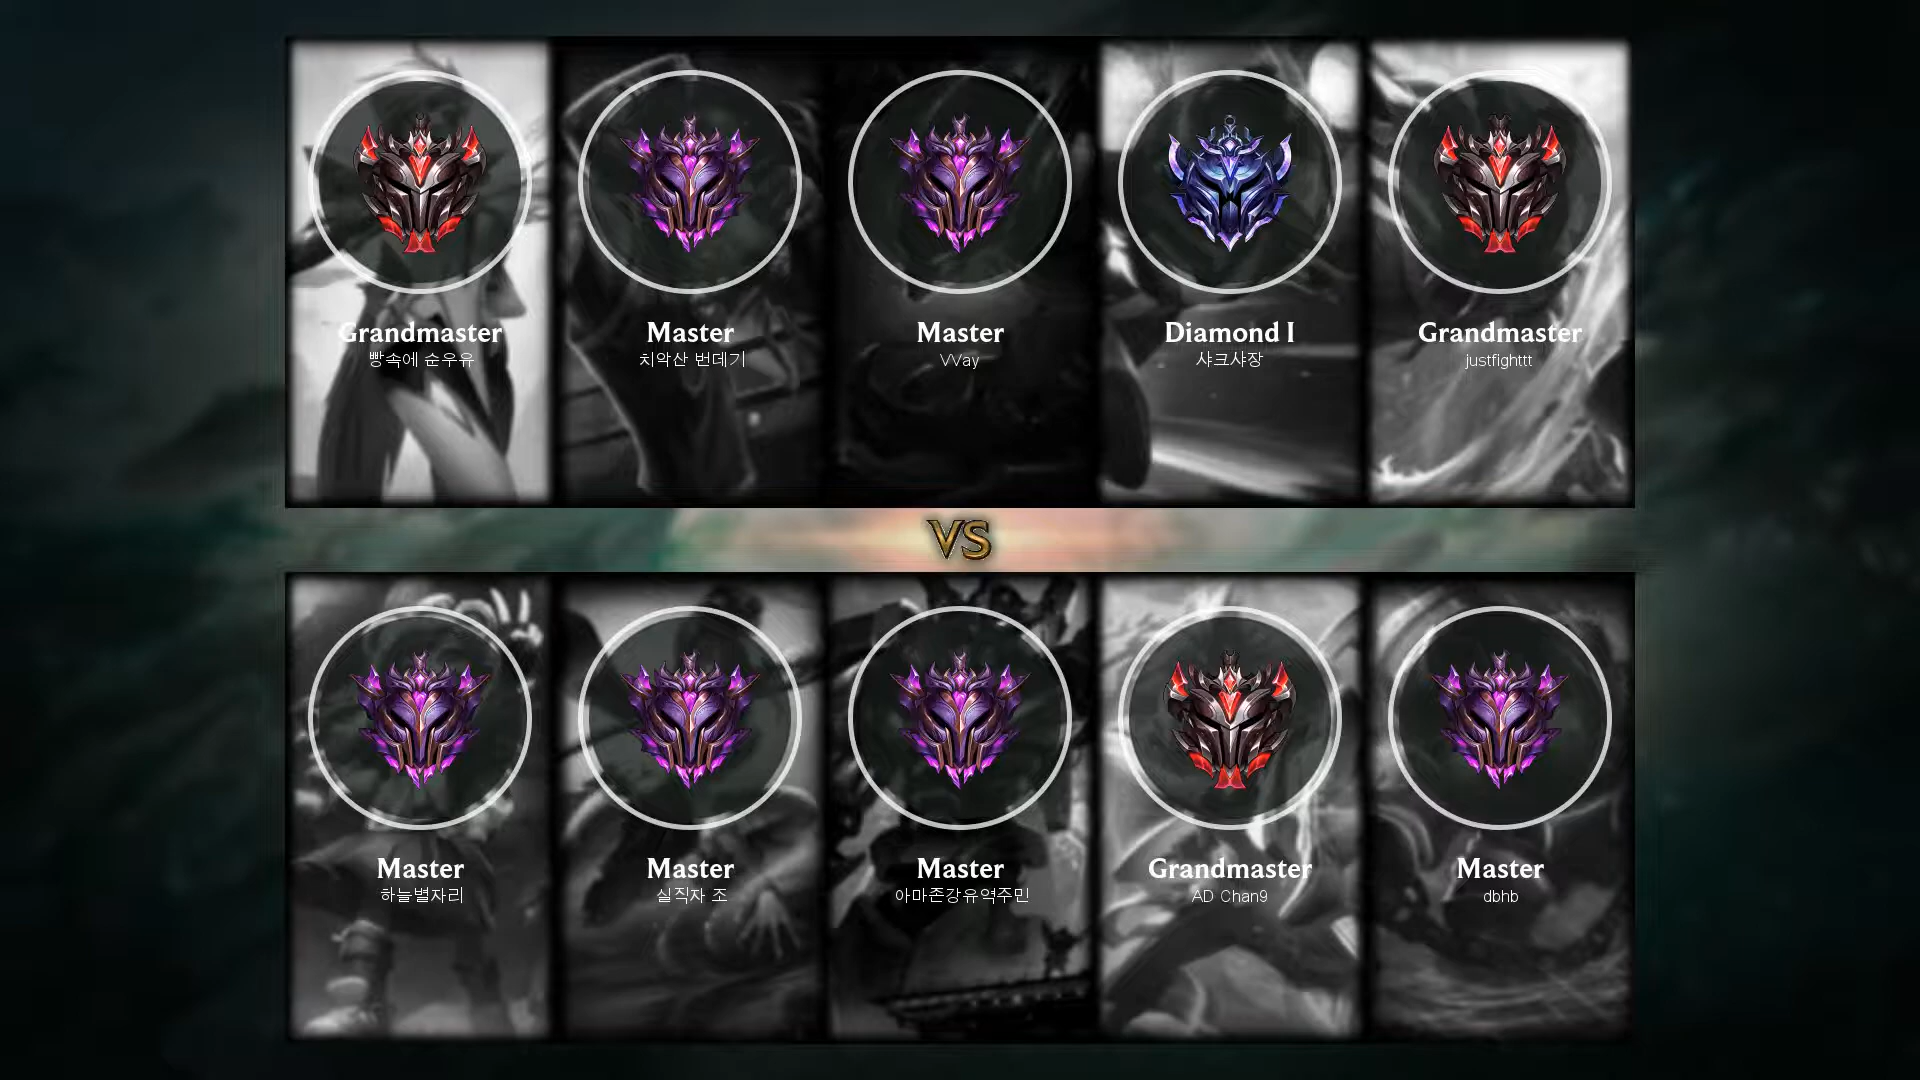 Grandmaster
빵속에 순우유
Master
치악산 번데기
Master
VVay
Diamond I
샤크샤장
Grandmaster
justfighttt
VS
Master
하늘별자리
Master
실직자 조
Master
아마존강유역주민
Grandmaster
AD Chan9
Master
dbhb